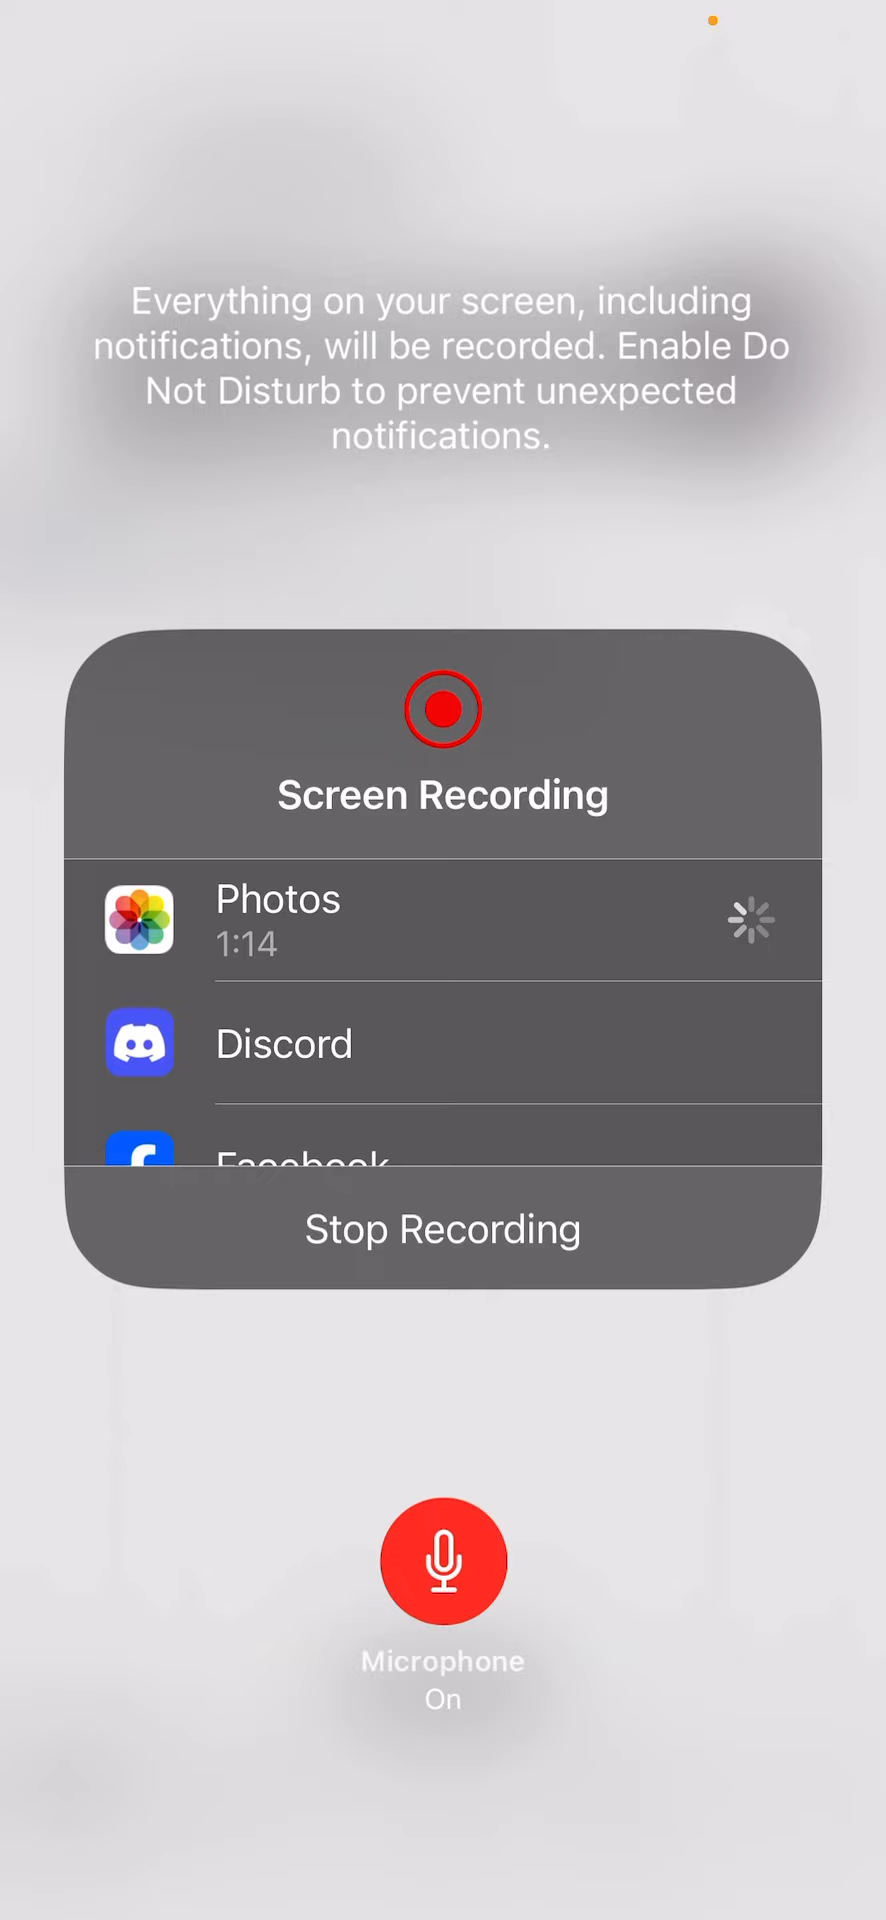 Everything on your screen, including
notifications, will be recorded. Enable Do
Not Disturb to prevent unexpected
notifications.
Screen Recording
Photos
1:14
Discord
Facebook
Stop Recording
Microphone
On